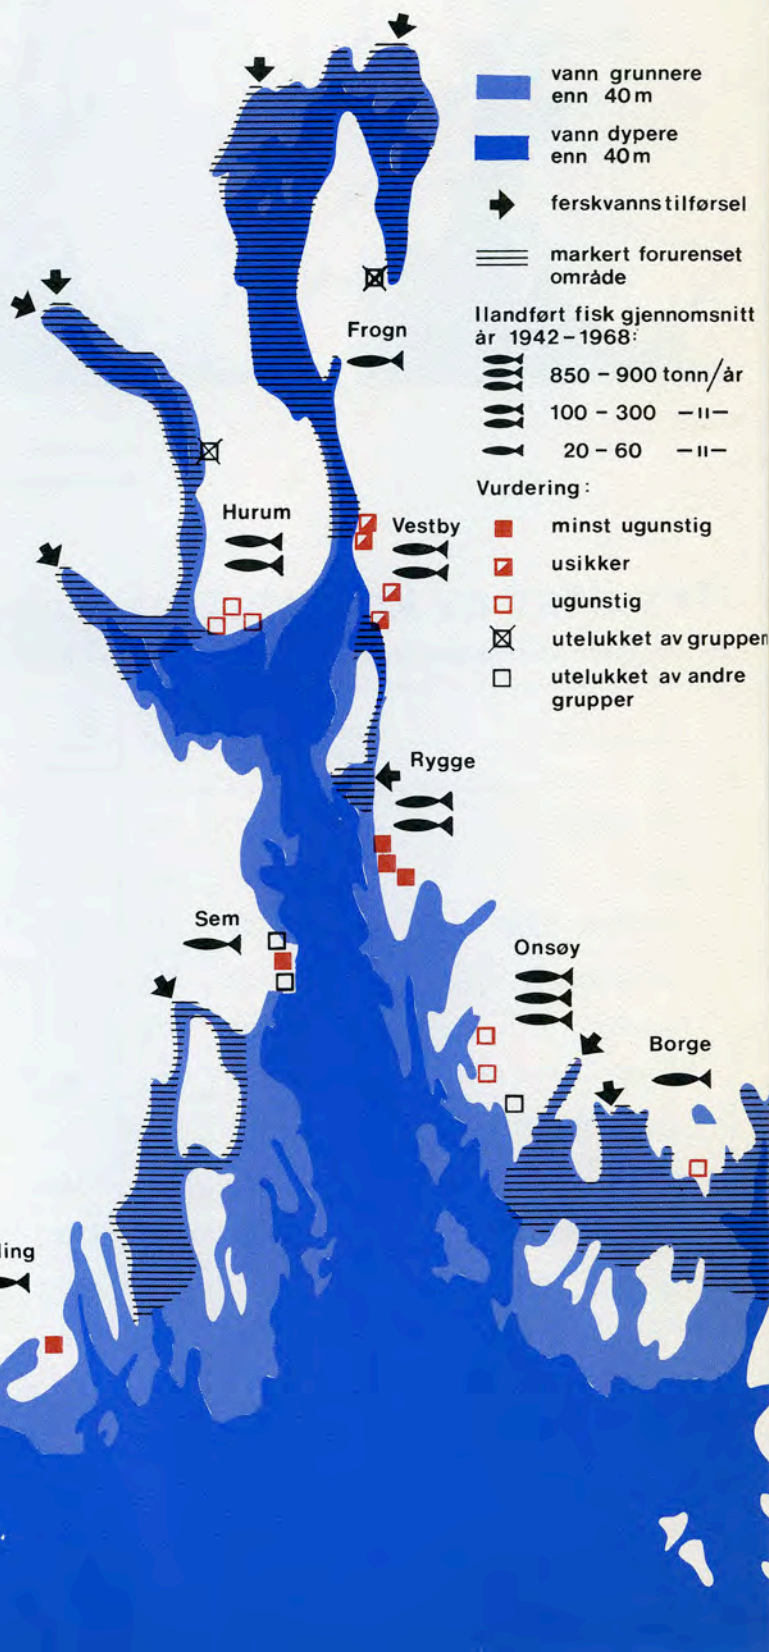 vann grunnere
enn 40m
vann dypere
enn 40m
ferskvannstilførsel
markert forurenset
område
Ilandført fisk gjennomsnitt
år 1942-1968:
850 - 900 tonn/år
100 - 300 -"-
20 - 60 -"-
Vurdering:
minst ugunstig
usikker
ugunstig
utelukket av gruppen
utelukket av andre
grupper
Frogn
Hurum
Vestby
Rygge
Sem
Onsøy
Borge
ling